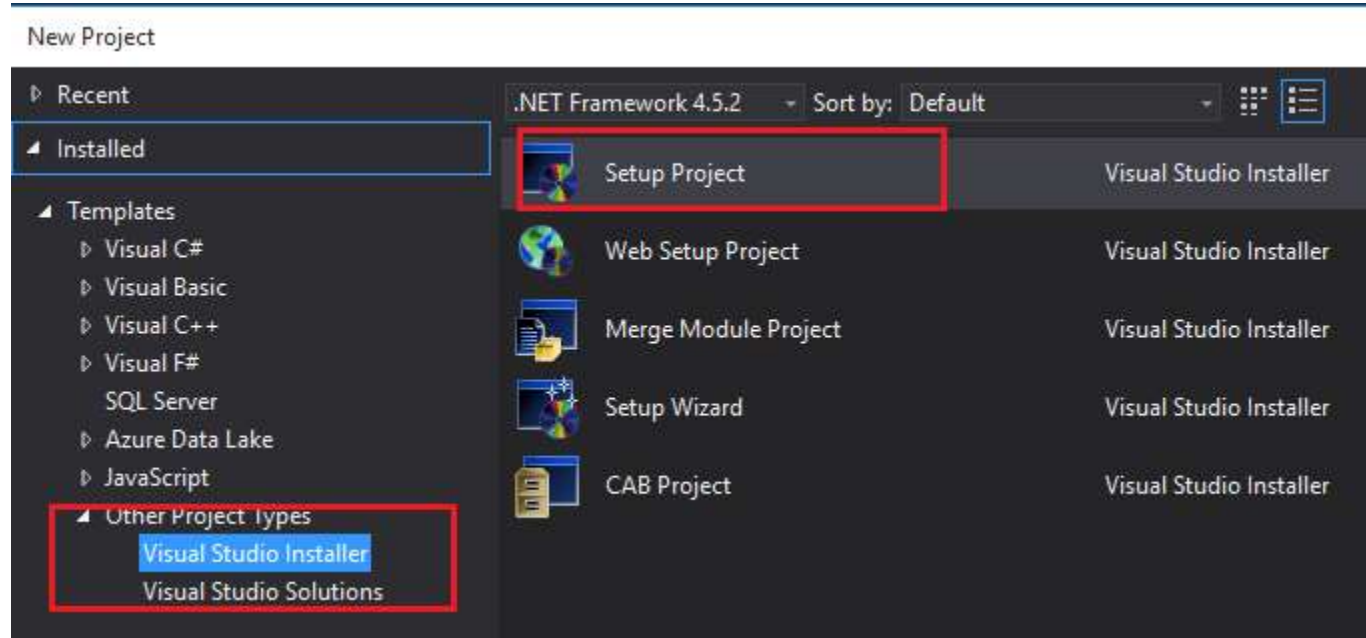 New Project
Recent
Installed
Templates
Visual C#
Visual Basic
Visual C++
Visual F#
SQL Server
Azure Data Lake
JavaScript
Other Project Types
Visual Studio Installer
Visual Studio Solutions
.NET Framework 4.5.2 Sort by: Default
Setup Project Visual Studio Installer
Web Setup Project Visual Studio Installer
Merge Module Project Visual Studio Installer
Setup Wizard Visual Studio Installer
CAB Project Visual Studio Installer